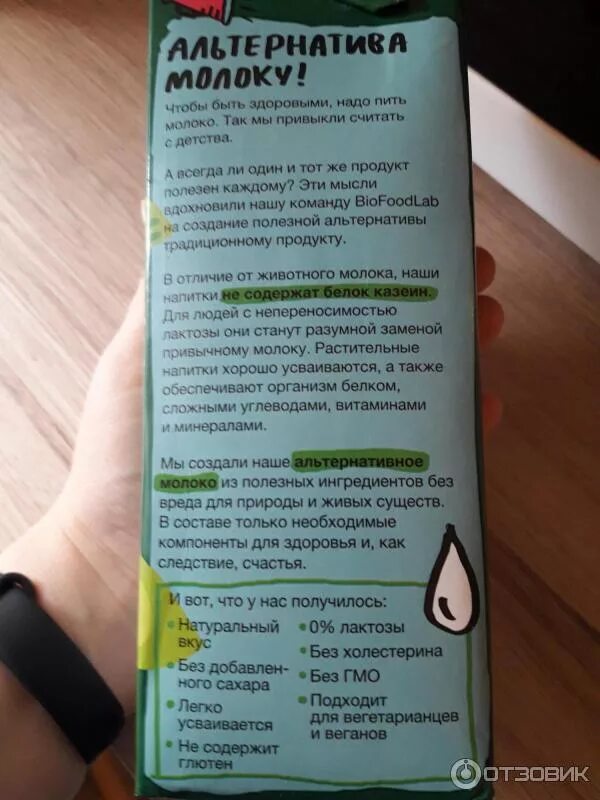 АЛЬТЕРНАТИВА
МОЛОКУ!
Чтобы быть здоровыми, надо пить
молоко. Так мы привыкли считать
с детства.
А всегда ли один и тот же продукт
полезен каждому? Эти мысли
вдохновили нашу команду BioFoodLab
на создание полезной альтернативы
традиционному продукту.
В отличие от животного молока, наши
напитки не содержат белок казеин.
Для людей с непереносимостью
лактозы они станут разумной заменой
привычному молоку. Растительные
напитки хорошо усваиваются, а также
обеспечивают организм белком,
сложными углеводами, витаминами
и минералами.
Мы создали наше альтернативное
молоко из полезных ингредиентов без
вреда для природы и живых существ.
В составе только необходимые
компоненты для здоровья и, как
следствие, счастья.
И вот, что у нас получилось:
• Натуральный
вкус
• Без добавлен-
ного сахара
• Легко
усваивается
• Не содержит
глютен
• 0% лактозы
• Без холестерина
• Без ГМО
• Подходит
для вегетарианцев
и веганов
ОТЗОВИК